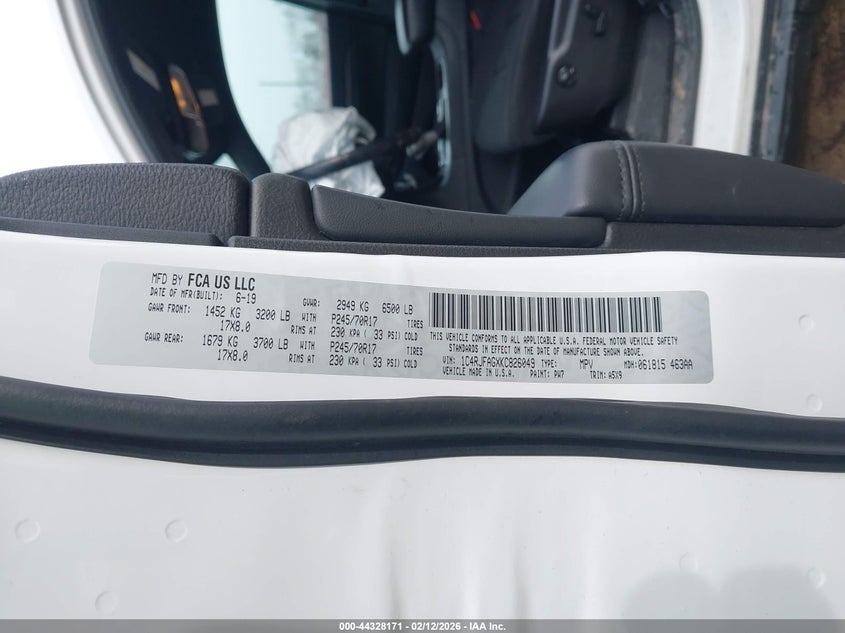 MFD BY FCA US LLC
DATE OF MFR(BUILT): 6-19 GVWR: 2949 KG 6500 LB
GAWR FRONT: 1452 KG 3200 LB WITH P245/70R17 TIRES
17X8.0 RIMS AT 230 KPA ( 33 PSI) COLD
GAWR REAR: 1679 KG 3700 LB WITH P245/70R17 TIRES
17X8.0 RIMS AT 230 KPA ( 33 PSI) COLD
THIS VEHICLE CONFORMS TO ALL APPLICABLE U.S.A. FEDERAL MOTOR VEHICLE SAFETY
STANDARDS IN EFFECT ON THE DATE OF MANUFACTURE SHOWN ABOVE.
VIN: 1C4RJFAGXKC826049 TYPE: MPV MDH: 061815 463AA
VEHICLE MADE IN U.S.A. PAINT: PW7 TRIM: A5X9
000-44328171 - 02/12/2026 - IAA Inc.